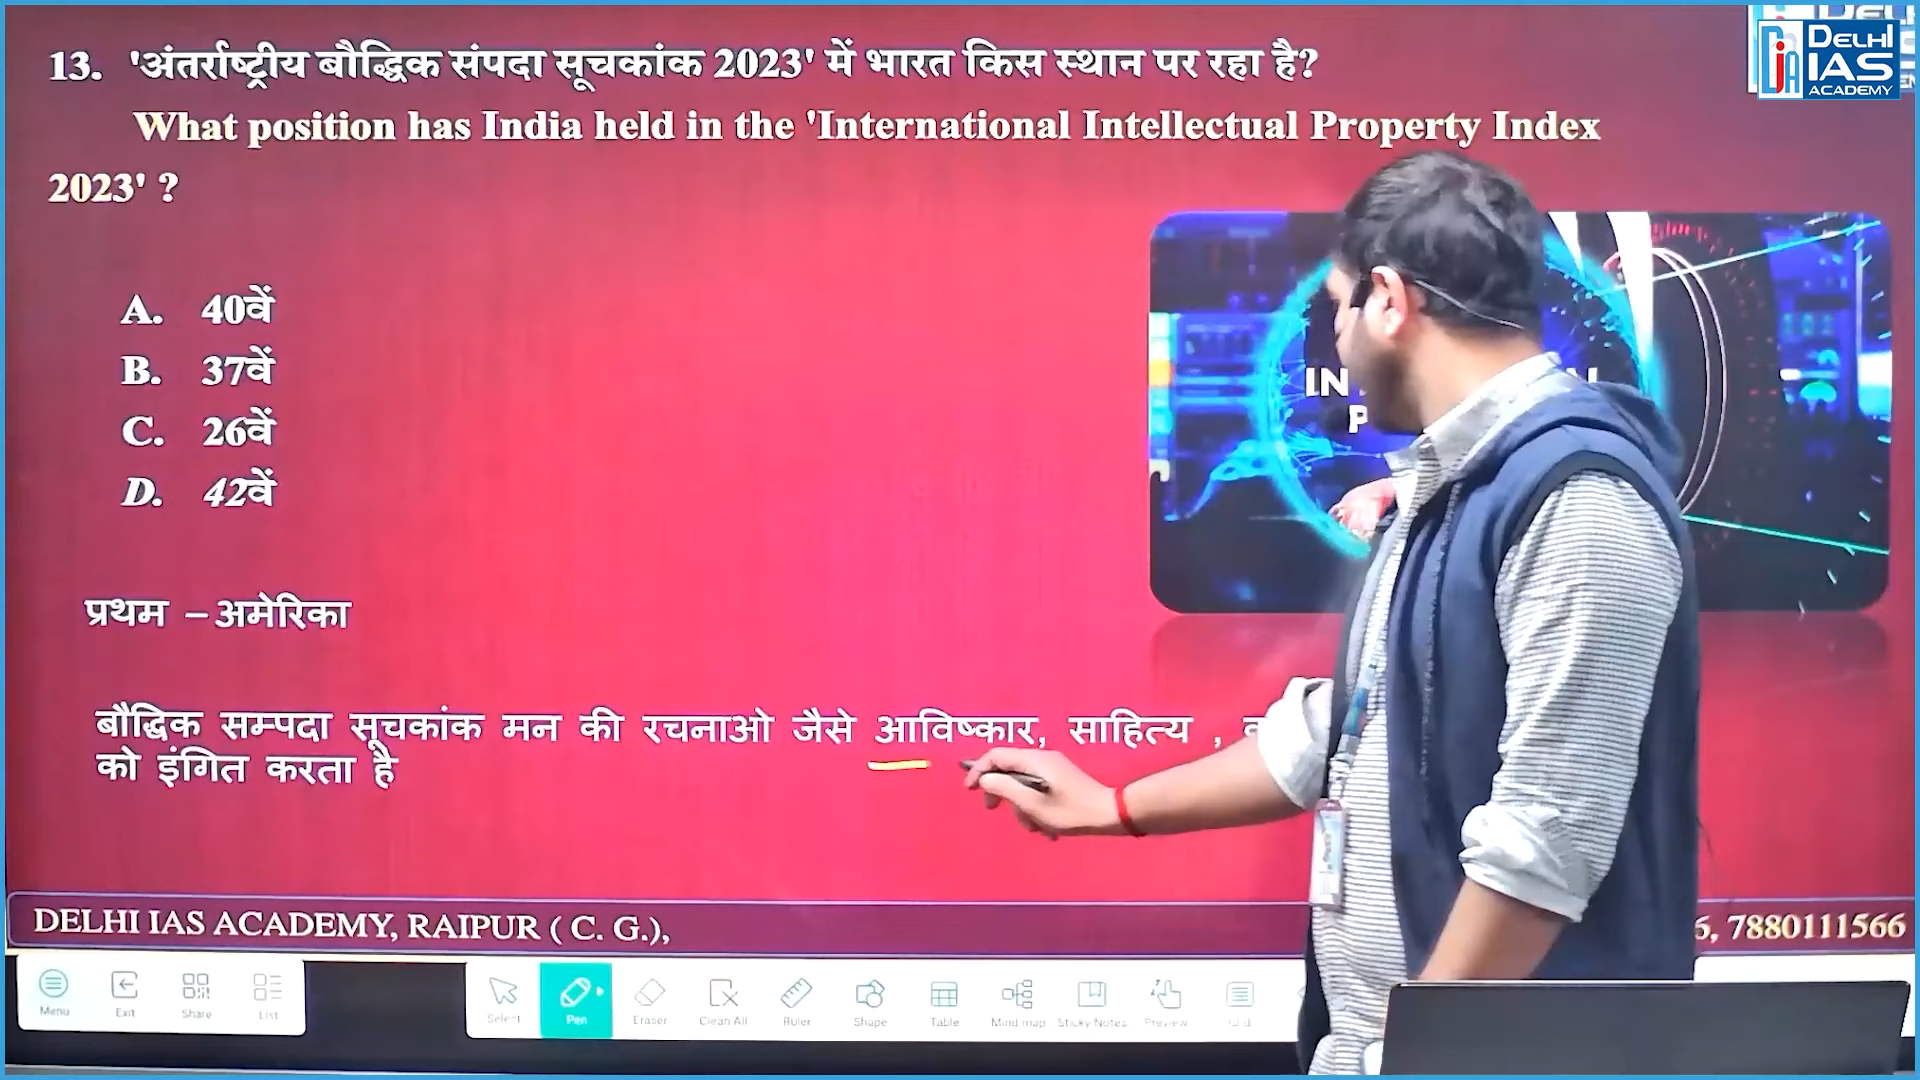 13. 'अंतर्राष्ट्रीय बौद्धिक संपदा सूचकांक 2023' में भारत किस स्थान पर रहा है?
What position has India held in the 'International Intellectual Property Index
2023' ?
A. 40वें
B. 37वें
C. 26वें
D. 42वें
प्रथम – अमेरिका
बौद्धिक सम्पदा सूचकांक मन की रचनाओ जैसे आविष्कार, साहित्य ,
को इंगित करता है
DELHI IAS ACADEMY, RAIPUR ( C. G.),
6, 7880111566
DELHI
IAS
ACADEMY
Menu Exit Share List Select Pen Eraser Clean All Ruler Shape Table Mind map Sticky Notes Preview